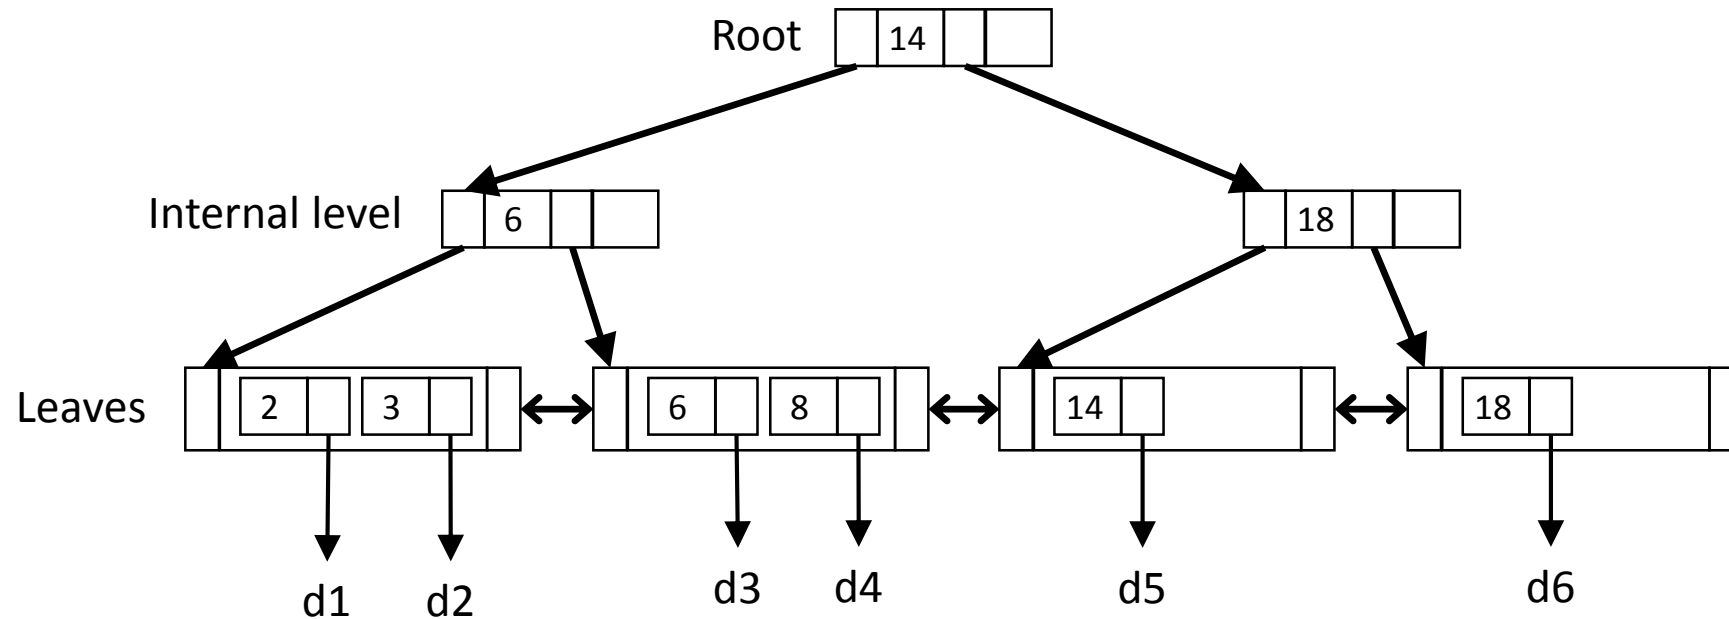 Root 14
Internal level 6 18
Leaves 2 3 6 8 14 18
d1 d2 d3 d4 d5 d6